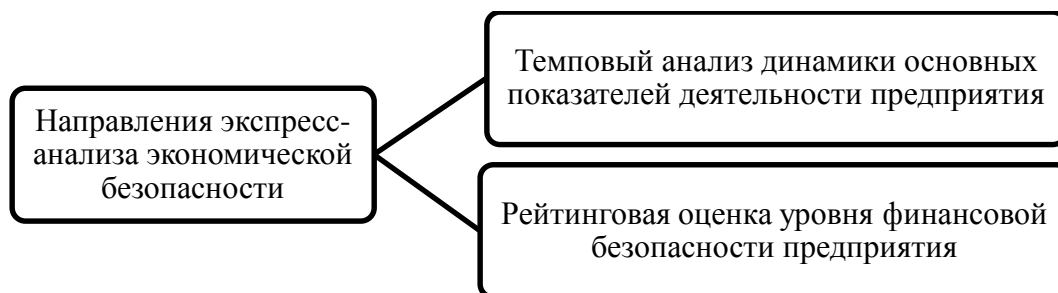 Направления экспресс-
анализа экономической
безопасности
Темповый анализ динамики основных
показателей деятельности предприятия
Рейтинговая оценка уровня финансовой
безопасности предприятия